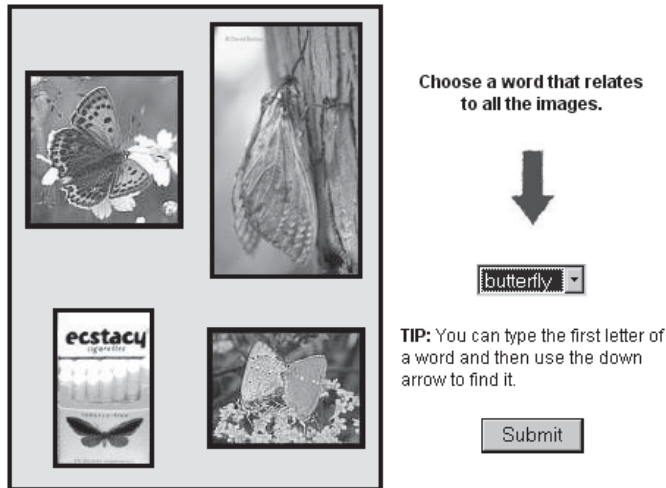 Choose a word that relates
to all the images.
ecstacy
cigarettes
butterfly
TIP: You can type the first letter of
a word and then use the down
arrow to find it.
Submit